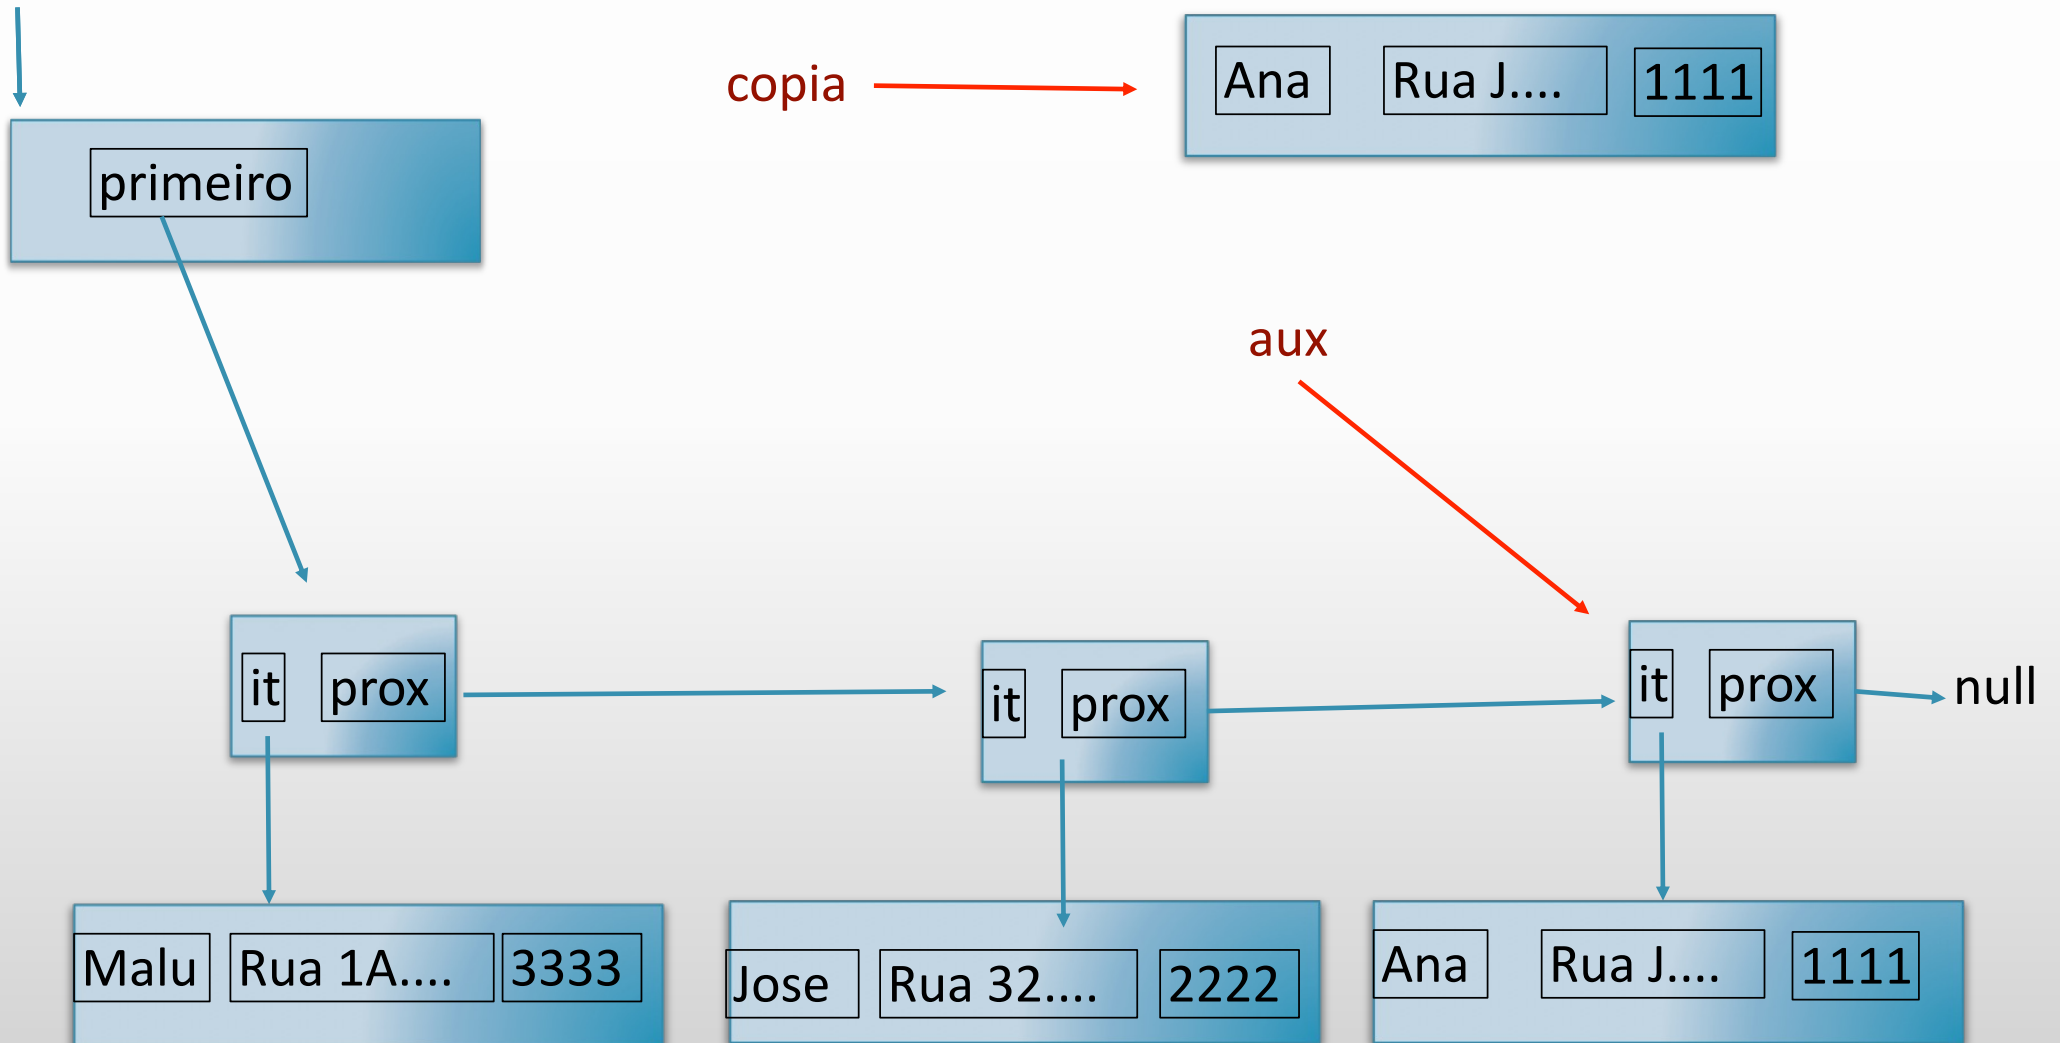 copia
Ana Rua J.... 1111
primeiro
aux
it prox
it prox
it prox
null
Malu Rua 1A.... 3333
Jose Rua 32.... 2222
Ana Rua J.... 1111